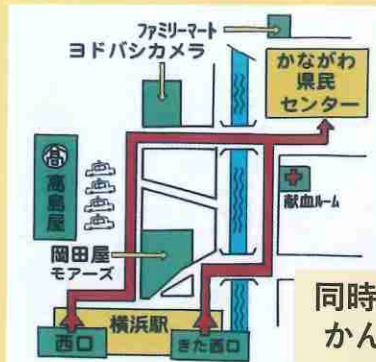 ファミリーマート
ヨドバシカメラ
かながわ
県民
センター
髙
高島屋
献血ルーム
岡田屋
モアーズ
横浜駅
西口
きた西口
同時
かん